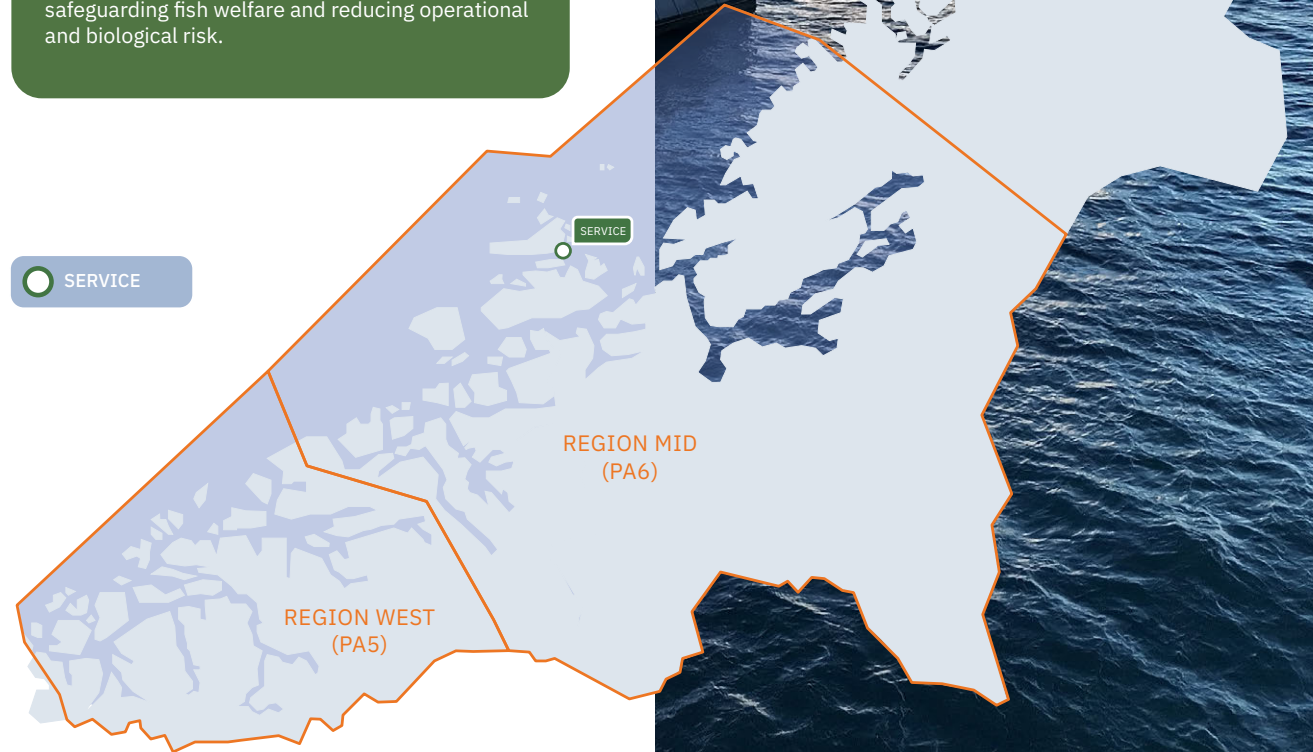 safeguarding fish welfare and reducing operational
and biological risk.
SERVICE
SERVICE
REGION MID
(PA6)
REGION WEST
(PA5)